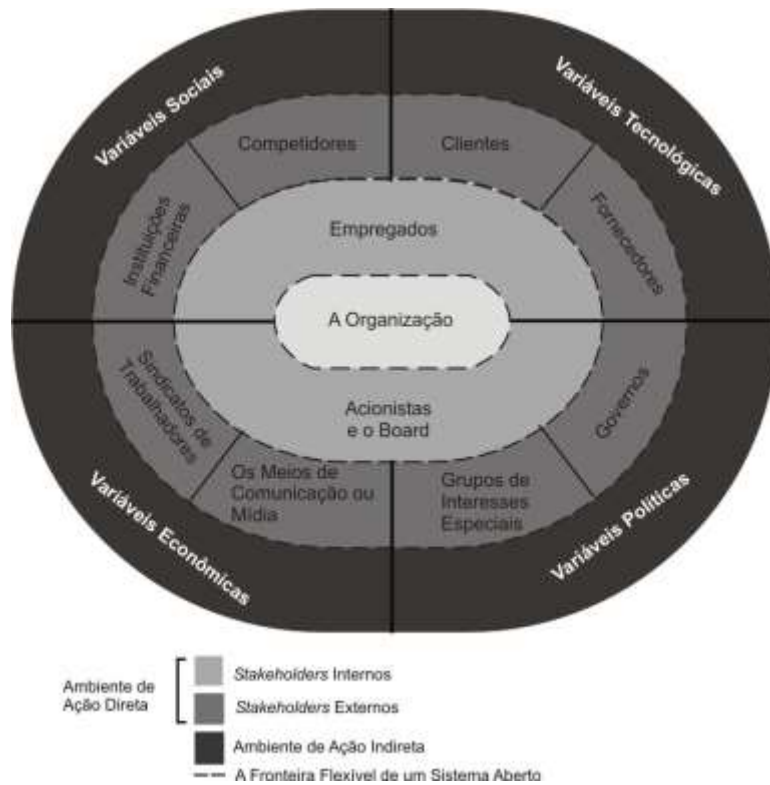 Variáveis Sociais
Variáveis Tecnológicas
Competidores
Clientes
Instituições
Financeiras
Empregados
Fornecedores
A Organização
Sindicatos de
Trabalhadores
Acionistas
e o Board
Governos
Os Meios de
Comunicação ou
Mídia
Grupos de
Interesses
Especiais
Variáveis Econômicas
Variáveis Políticas
Ambiente de
Ação Direta
Stakeholders Internos
Stakeholders Externos
Ambiente de Ação Indireta
A Fronteira Flexível de um Sistema Aberto